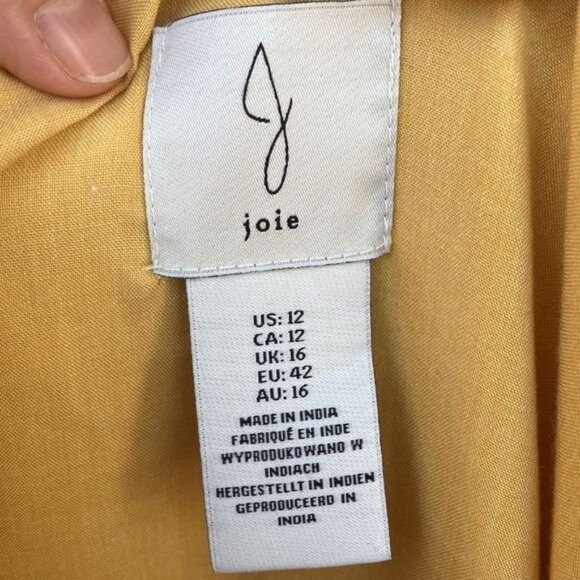 J
joie
US: 12
CA: 12
UK: 16
EU: 42
AU: 16
MADE IN INDIA
FABRIQUÉ EN INDE
WYPRODUKOWANO W
INDIACH
HERGESTELLT IN INDIEN
GEPRODUCEERD IN
INDIA